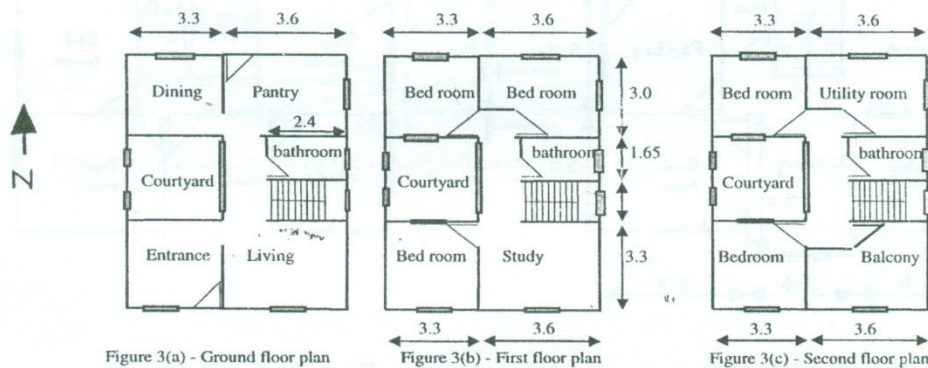 3.3 3.6
Dining Pantry
2.4
bathroom
Courtyard
Entrance Living
Figure 3(a) - Ground floor plan
Z
3.3 3.6
Bed room Bed room
3.0
bathroom
1.65
Courtyard
Bed room Study
3.3
3.3 3.6
Figure 3(b) - First floor plan
3.3 3.6
Bed room Utility room
bathroom
Courtyard
Bedroom Balcony
3.3 3.6
Figure 3(c) - Second floor plan